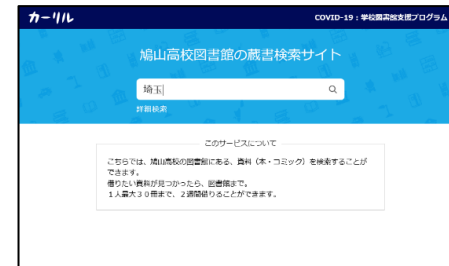 カーリル
COVID-19：学校図書館支援プログラム
鳩山高校図書館の蔵書検索サイト
埼玉
詳細検索
このサービスについて
こちらでは、鳩山高校の図書館にある、資料（本・コミック）を検索することが
できます。
借りたい資料が見つかったら、図書館まで。
１人最大３０冊まで、２週間借りることができます。